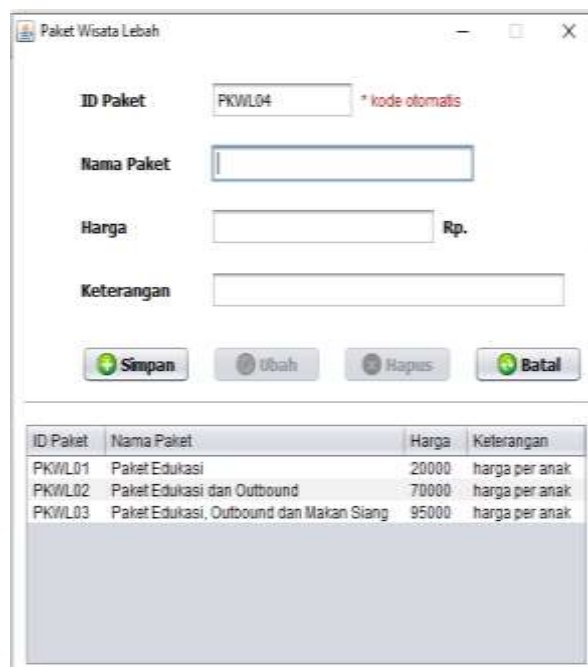 Paket Wisata Lebah
ID Paket PKWL04 * kode otomatis
Nama Paket
Harga Rp.
Keterangan
Simpan Ubah Hapus Batal
ID Paket Nama Paket Harga Keterangan
PKWL01 Paket Edukasi 20000 harga per anak
PKWL02 Paket Edukasi dan Outbound 70000 harga per anak
PKWL03 Paket Edukasi, Outbound dan Makan Siang 95000 harga per anak